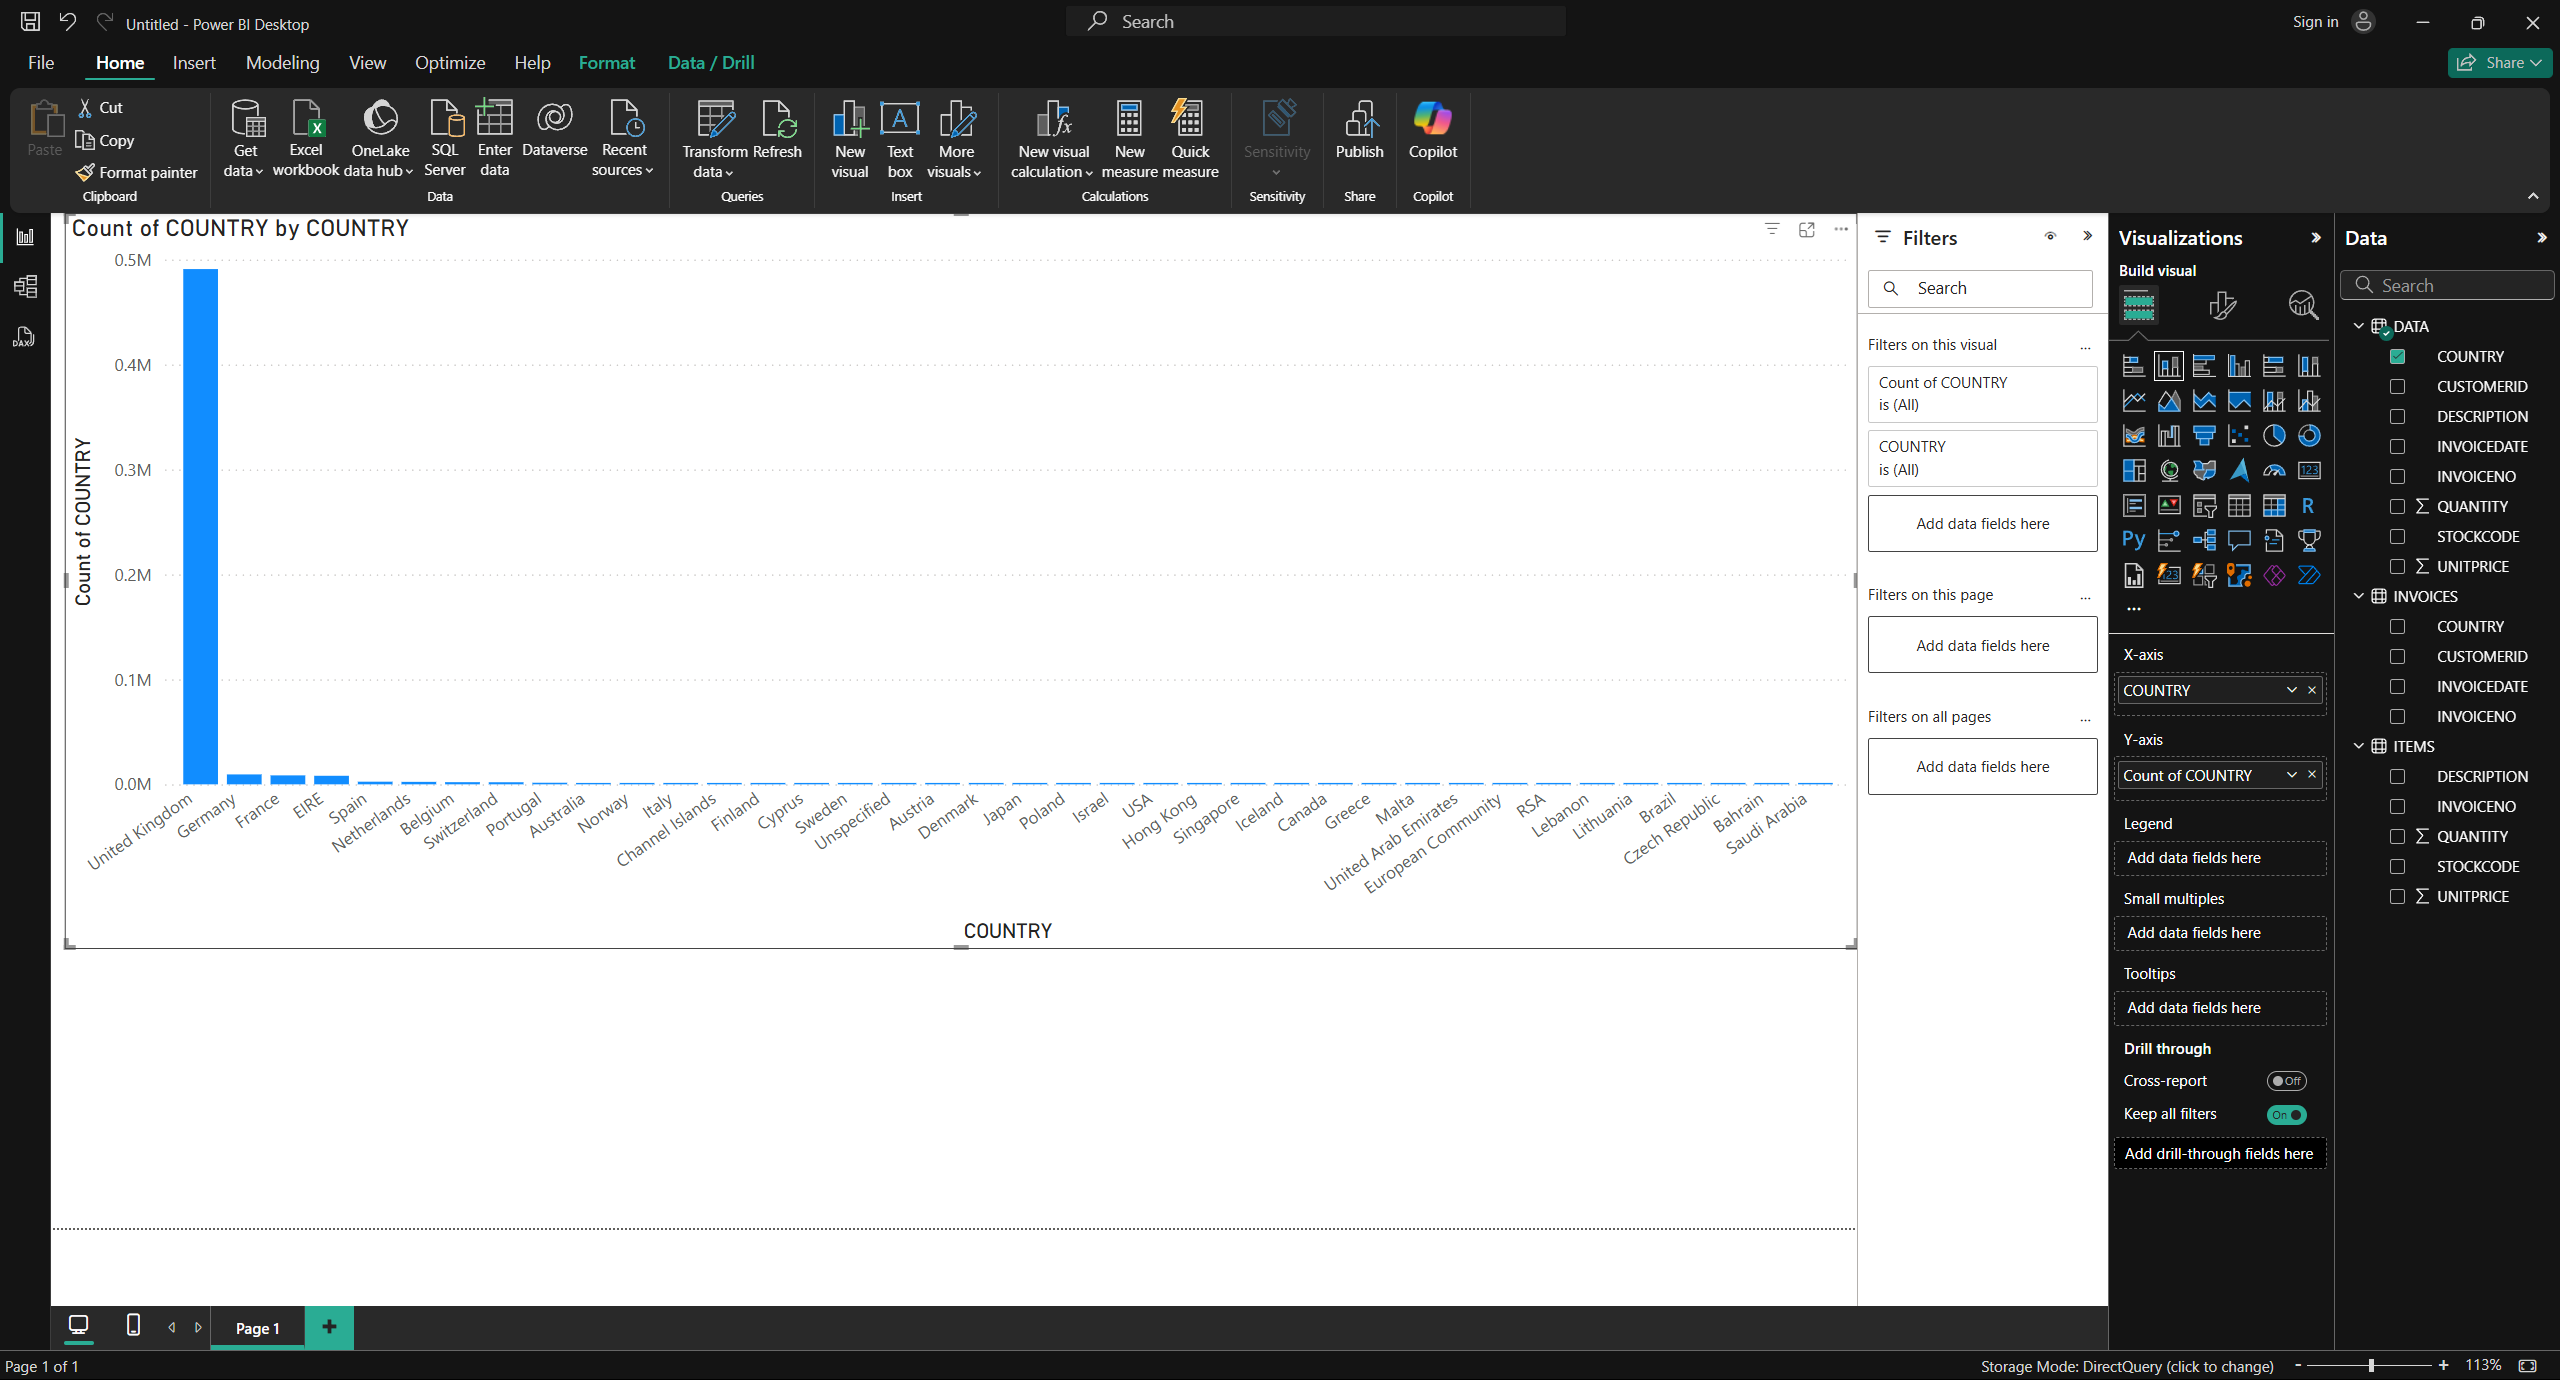 Untitled - Power BI Desktop
Search
Sign in
File Home Insert Modeling View Optimize Help Format Data / Drill
Share
Paste
Cut
Copy
Format painter
Clipboard
Get data
Excel workbook
OneLake data hub
SQL Server
Enter data
Dataverse
Recent sources
Data
Transform data
Refresh
Queries
New visual
Text box
More visuals
Insert
New visual calculation
New measure
Quick measure
Calculations
Sensitivity
Sensitivity
Publish
Share
Copilot
Copilot
Count of COUNTRY by COUNTRY
Count of COUNTRY
0.5M
0.4M
0.3M
0.2M
0.1M
0.0M
United Kingdom
Germany
France
EIRE
Spain
Netherlands
Belgium
Switzerland
Portugal
Australia
Norway
Italy
Channel Islands
Finland
Cyprus
Sweden
Unspecified
Austria
Denmark
Japan
Poland
Israel
USA
Hong Kong
Singapore
Iceland
Canada
Greece
Malta
United Arab Emirates
European Community
RSA
Lebanon
Lithuania
Brazil
Czech Republic
Bahrain
Saudi Arabia
COUNTRY
Filters
Search
Filters on this visual
Count of COUNTRY
is (All)
COUNTRY
is (All)
Add data fields here
Filters on this page
Add data fields here
Filters on all pages
Add data fields here
Visualizations
Build visual
123
R
Py
123
X-axis
COUNTRY
Y-axis
Count of COUNTRY
Legend
Add data fields here
Small multiples
Add data fields here
Tooltips
Add data fields here
Drill through
Cross-report
Off
Keep all filters
On
Add drill-through fields here
Data
Search
DATA
COUNTRY
CUSTOMERID
DESCRIPTION
INVOICEDATE
INVOICENO
∑ QUANTITY
STOCKCODE
∑ UNITPRICE
INVOICES
COUNTRY
CUSTOMERID
INVOICEDATE
INVOICENO
ITEMS
DESCRIPTION
INVOICENO
∑ QUANTITY
STOCKCODE
∑ UNITPRICE
DAX
Page 1
Page 1 of 1
Storage Mode: DirectQuery (click to change)
- + 113%